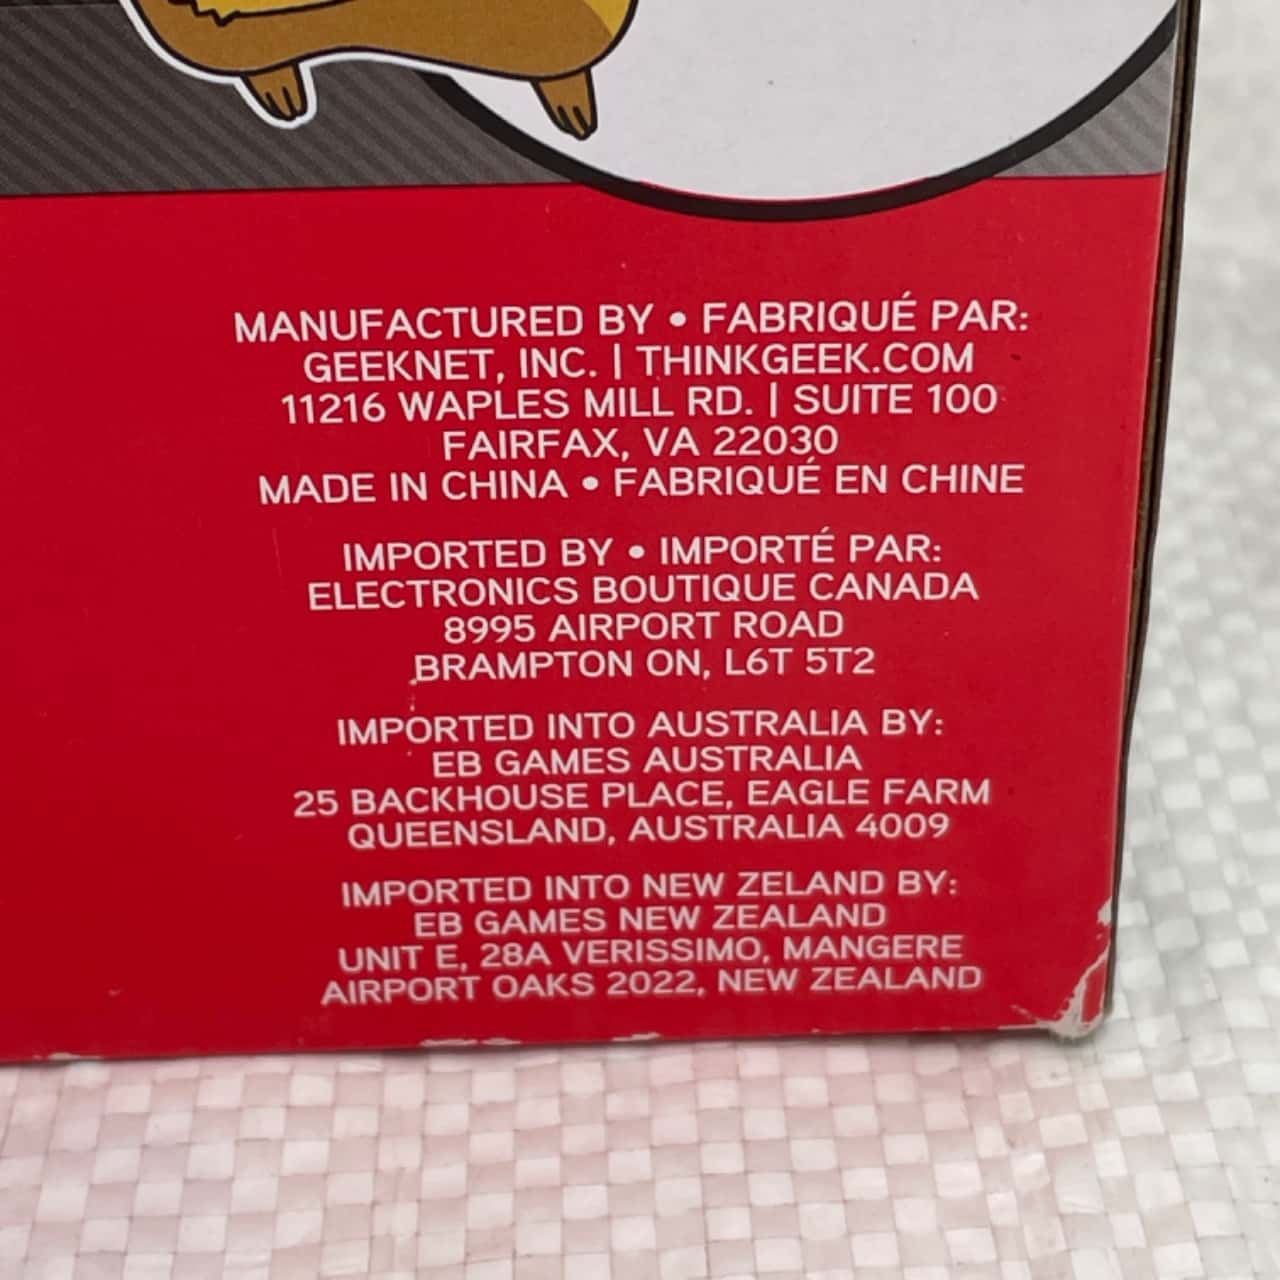 MANUFACTURED BY • FABRIQUÉ PAR:
GEEKNET, INC. | THINKGEEK.COM
11216 WAPLES MILL RD. | SUITE 100
FAIRFAX, VA 22030
MADE IN CHINA • FABRIQUÉ EN CHINE
IMPORTED BY • IMPORTÉ PAR:
ELECTRONICS BOUTIQUE CANADA
8995 AIRPORT ROAD
BRAMPTON ON, L6T 5T2
IMPORTED INTO AUSTRALIA BY:
EB GAMES AUSTRALIA
25 BACKHOUSE PLACE, EAGLE FARM
QUEENSLAND, AUSTRALIA 4009
IMPORTED INTO NEW ZELAND BY:
EB GAMES NEW ZEALAND
UNIT E, 28A VERISSIMO, MANGERE
AIRPORT OAKS 2022, NEW ZEALAND